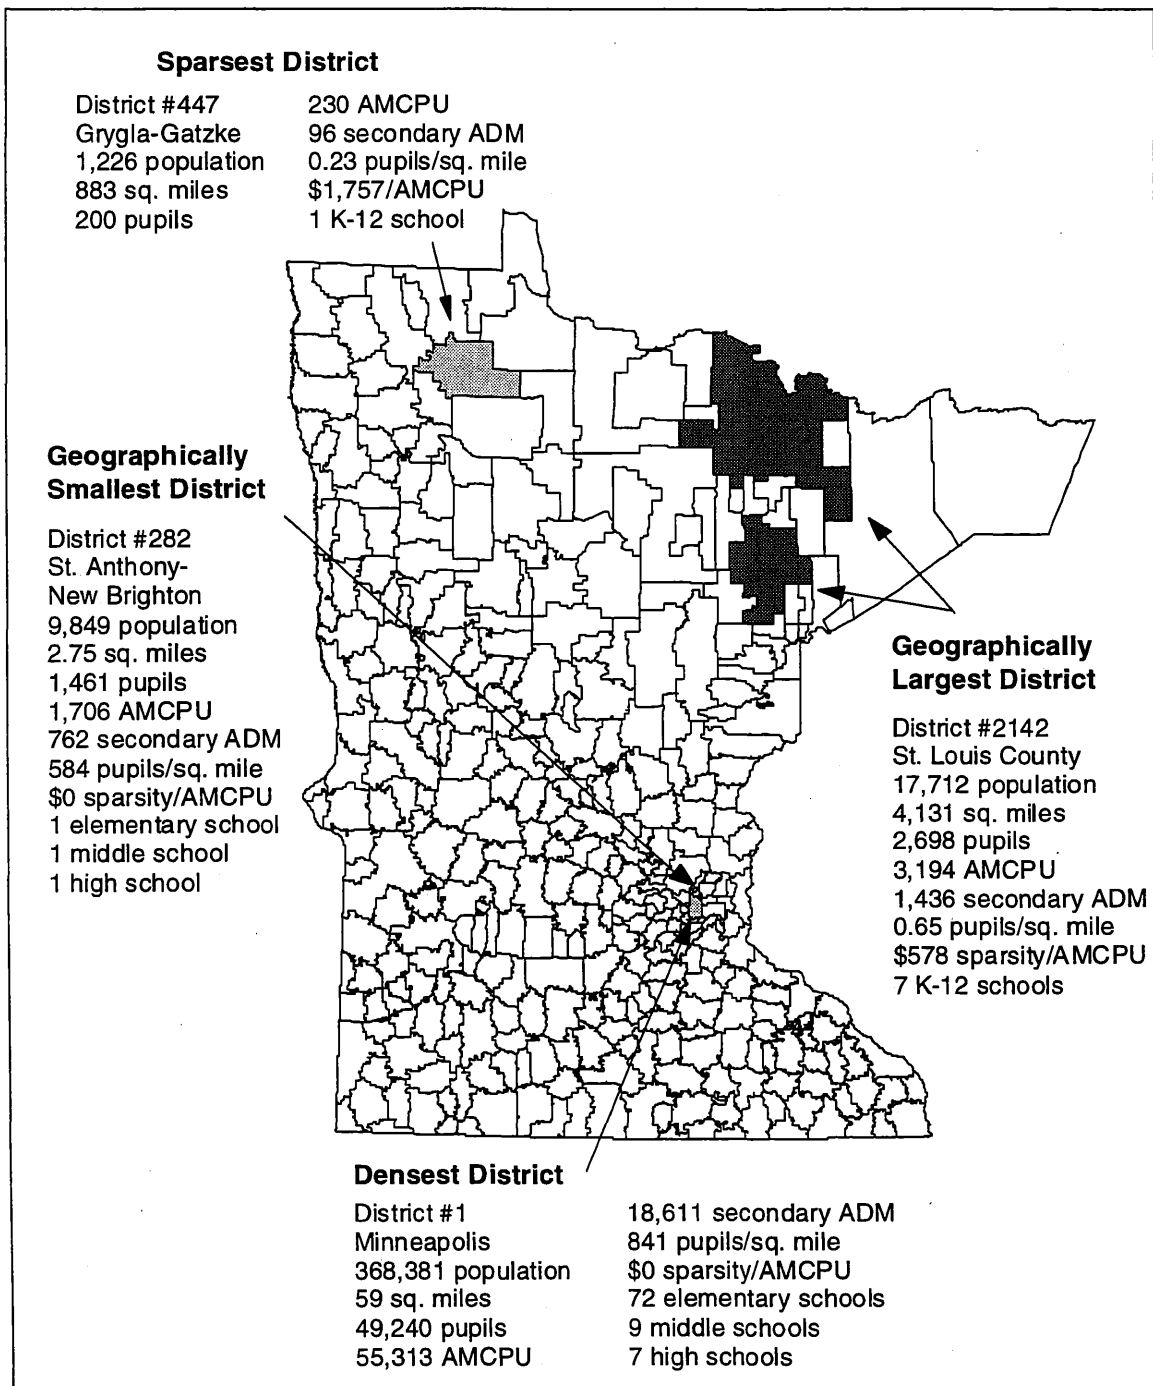 Sparsest District
District #447
Grygla-Gatzke
1,226 population
883 sq. miles
200 pupils
230 AMCPU
96 secondary ADM
0.23 pupils/sq. mile
$1,757/AMCPU
1 K-12 school
Geographically
Smallest District
District #282
St. Anthony-
New Brighton
9,849 population
2.75 sq. miles
1,461 pupils
1,706 AMCPU
762 secondary ADM
584 pupils/sq. mile
$0 sparsity/AMCPU
1 elementary school
1 middle school
1 high school
Geographically
Largest District
District #2142
St. Louis County
17,712 population
4,131 sq. miles
2,698 pupils
3,194 AMCPU
1,436 secondary ADM
0.65 pupils/sq. mile
$578 sparsity/AMCPU
7 K-12 schools
Densest District
District #1
Minneapolis
368,381 population
59 sq. miles
49,240 pupils
55,313 AMCPU
18,611 secondary ADM
841 pupils/sq. mile
$0 sparsity/AMCPU
72 elementary schools
9 middle schools
7 high schools